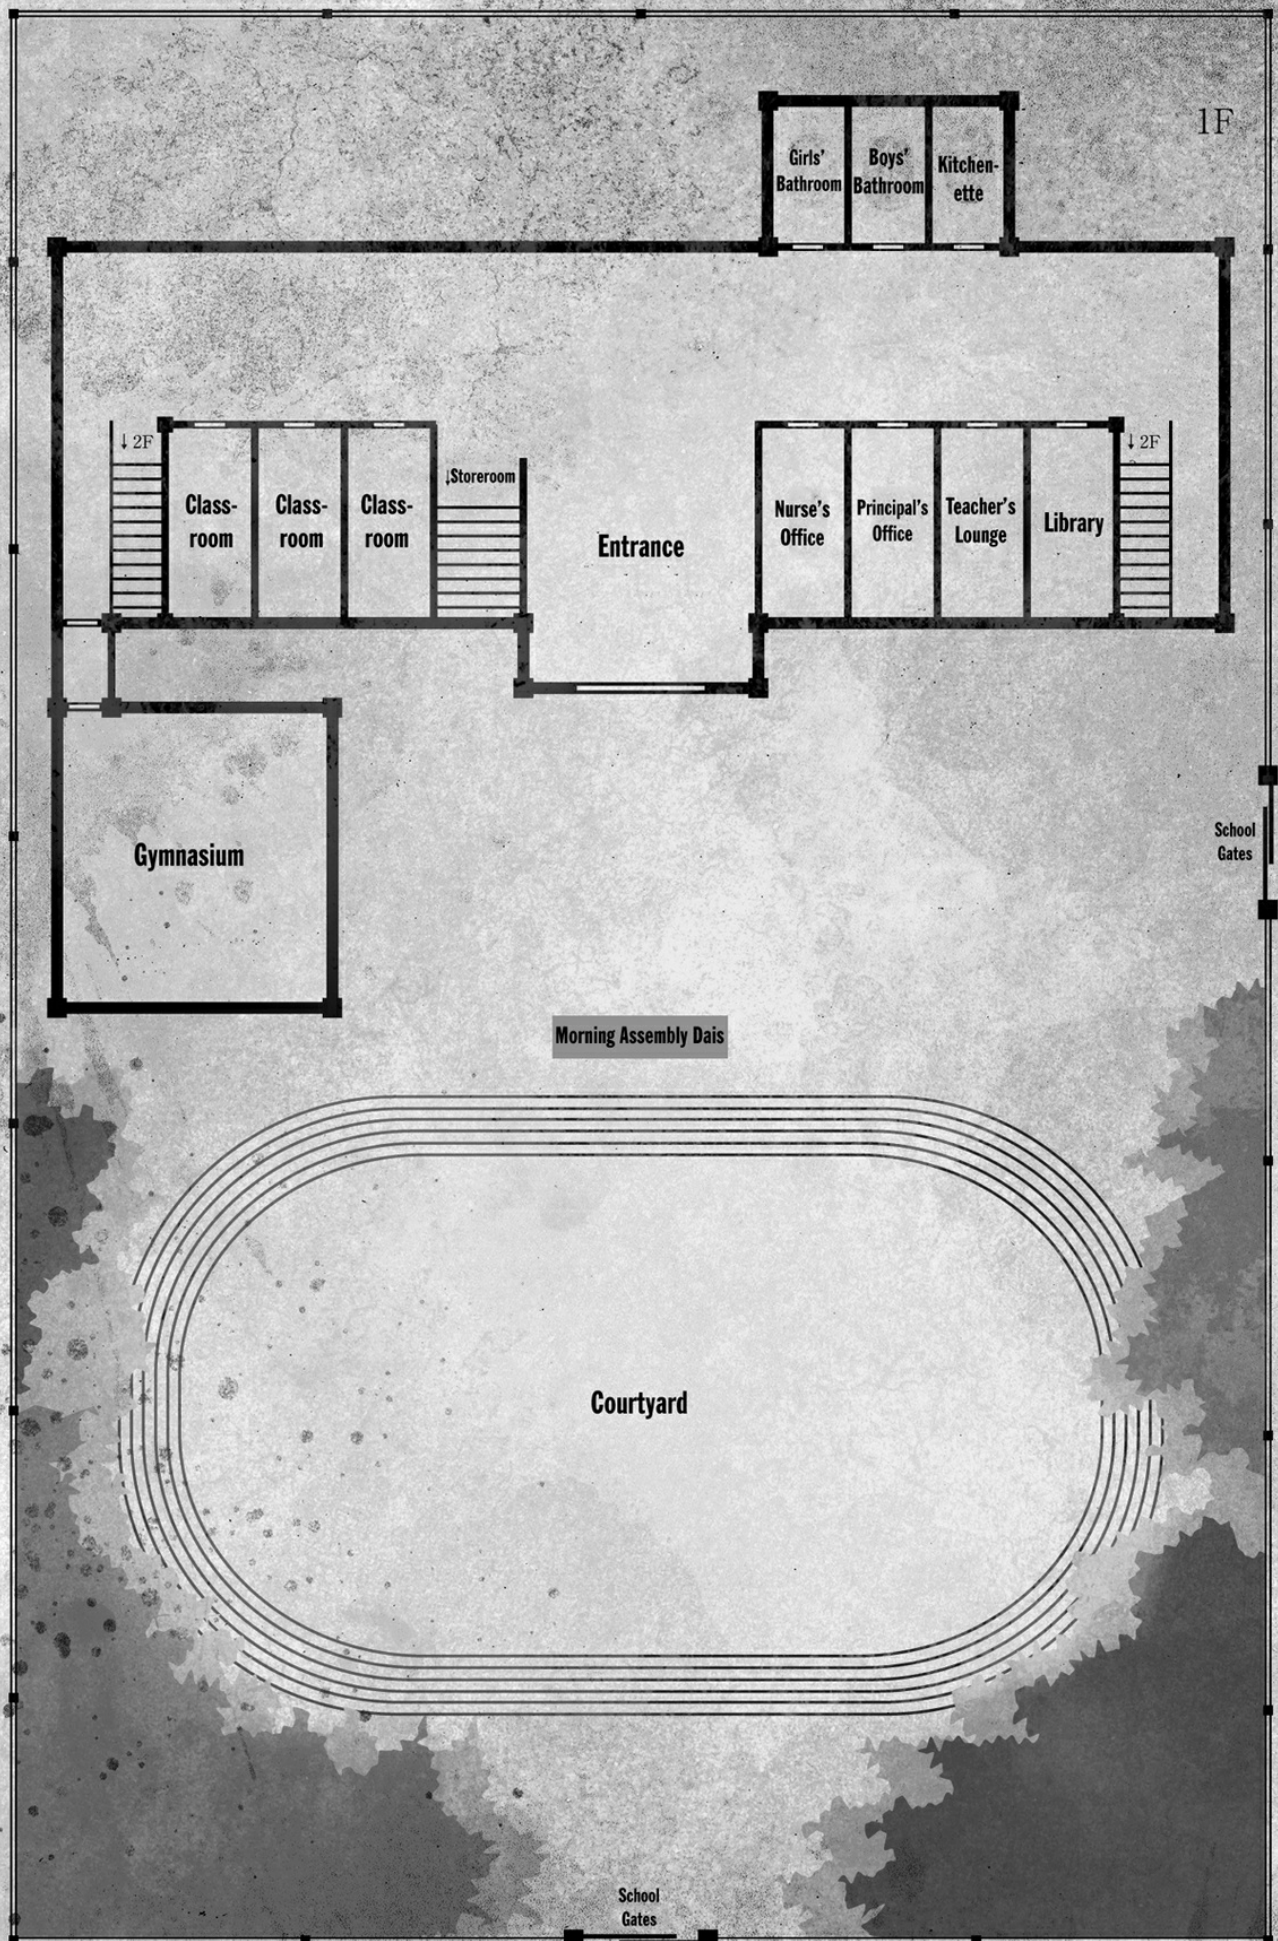 1F
Girls'
Bathroom
Boys'
Bathroom
Kitchen-
ette
↓ 2F
Class-
room
Class-
room
Class-
room
↓Storeroom
Entrance
Nurse's
Office
Principal's
Office
Teacher's
Lounge
Library
↓ 2F
Gymnasium
School
Gates
Morning Assembly Dais
Courtyard
School
Gates